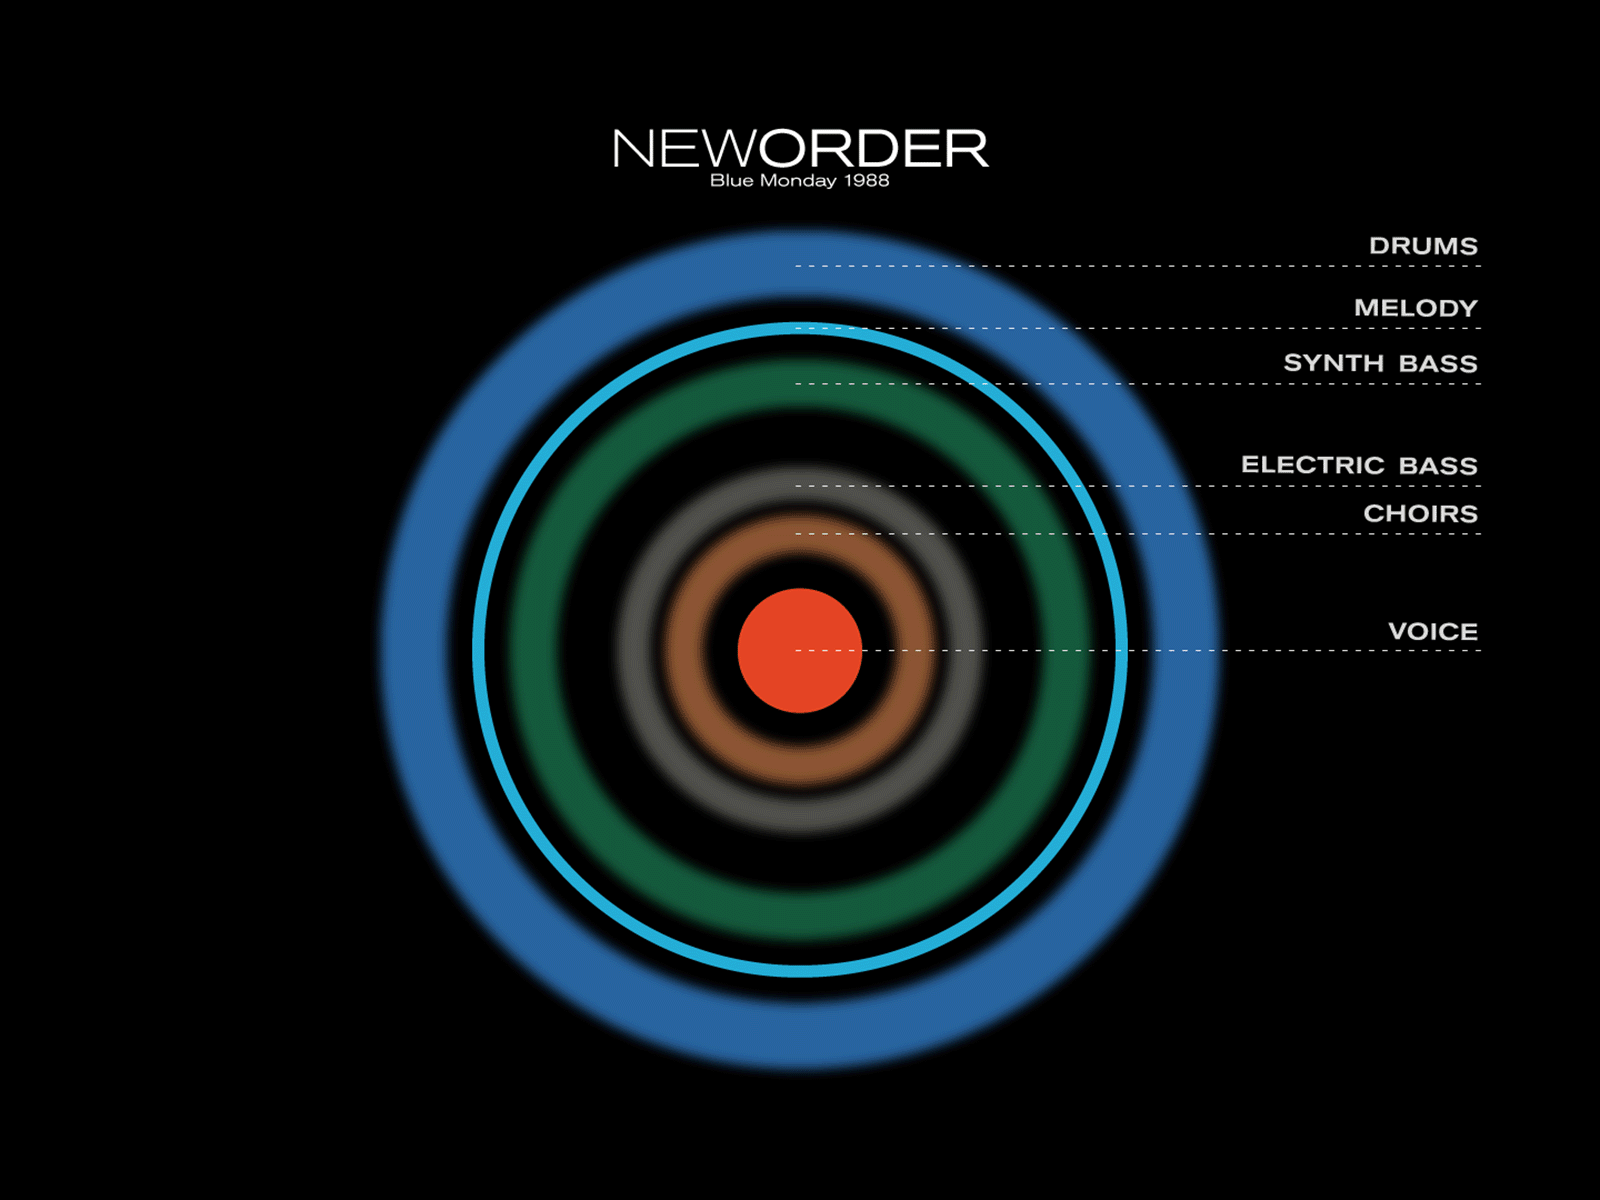 NEWORDER
Blue Monday 1988
DRUMS
MELODY
SYNTH BASS
ELECTRIC BASS
CHOIRS
VOICE